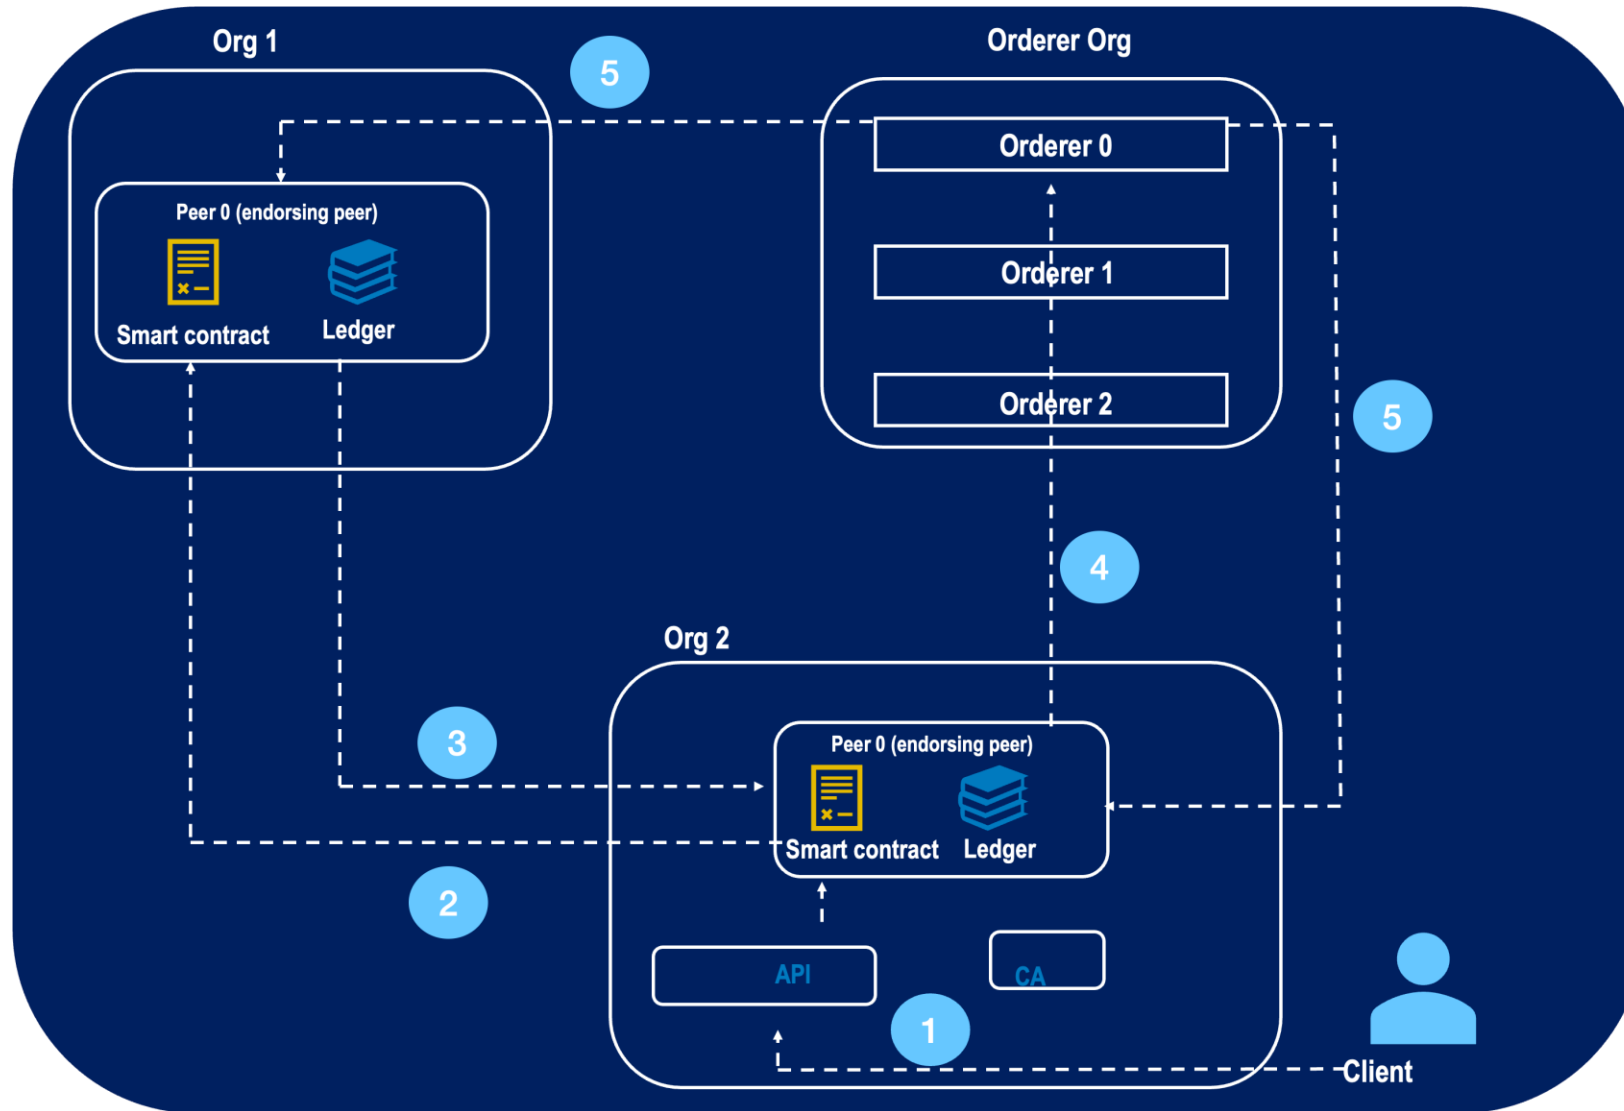 Org 1
Orderer Org
5
Orderer 0
Peer 0 (endorsing peer)
Smart contract
Ledger
Orderer 1
Orderer 2
5
4
Org 2
3
Peer 0 (endorsing peer)
Smart contract
Ledger
2
API
CA
1
Client